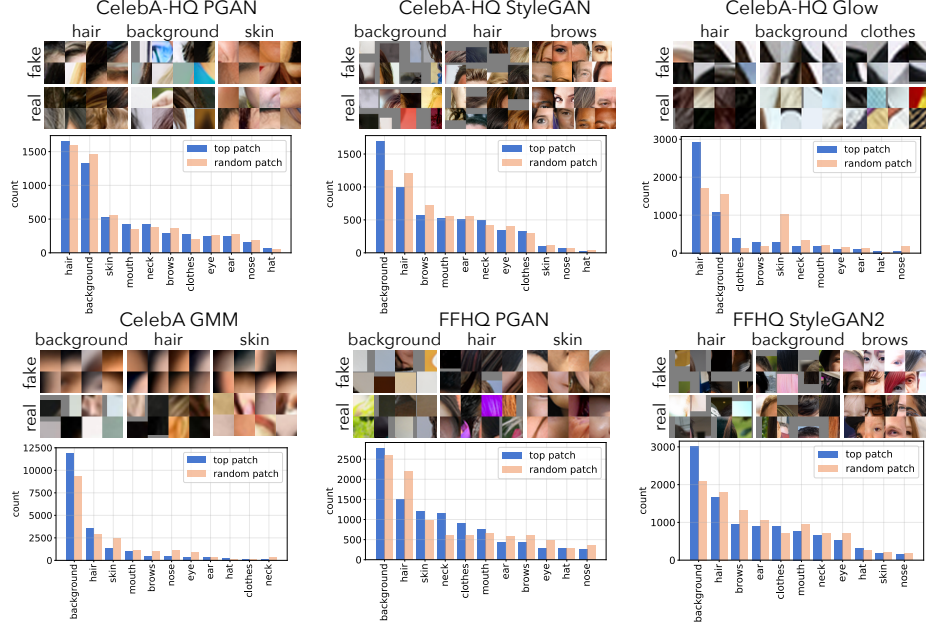 CelebA-HQ PGAN
hair background skin
fake
real
1500
1000
500
0
count
top patch
random patch
hair
background
skin
mouth
neck
brows
clothes
eye
ear
nose
hat
CelebA-HQ StyleGAN
background hair brows
fake
real
1500
1000
500
0
count
top patch
random patch
background
hair
brows
mouth
ear
neck
eye
clothes
skin
nose
hat
CelebA-HQ Glow
hair background clothes
fake
real
3000
2000
1000
0
count
top patch
random patch
hair
background
clothes
brows
skin
neck
mouth
eye
ear
hat
nose
CelebA GMM
background hair skin
fake
real
12500
10000
7500
5000
2500
0
count
top patch
random patch
background
hair
skin
mouth
brows
nose
eye
ear
hat
clothes
neck
FFHQ PGAN
background hair skin
fake
real
2500
2000
1500
1000
500
0
count
top patch
random patch
background
hair
skin
neck
clothes
mouth
ear
brows
eye
hat
nose
FFHQ StyleGAN2
hair background brows
fake
real
3000
2000
1000
0
count
top patch
random patch
background
hair
brows
ear
clothes
mouth
neck
eye
hat
skin
nose